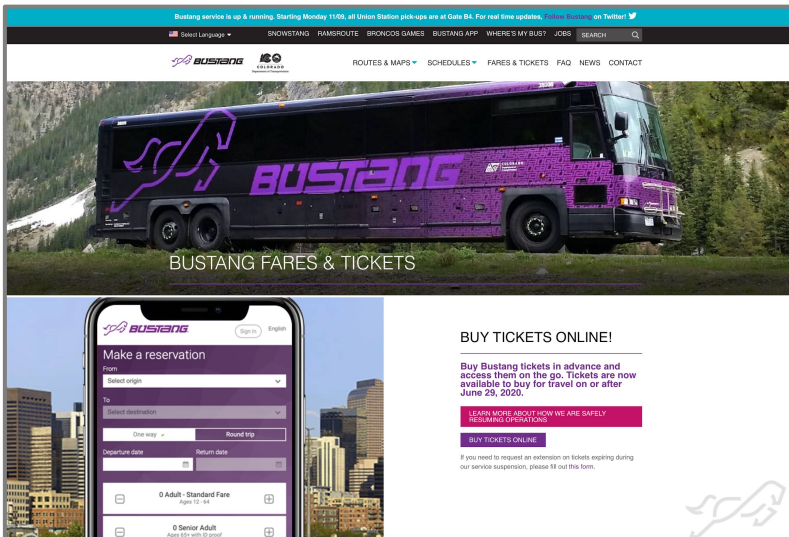 Bustang service is up & running. Starting Monday 11/09, all Union Station pick-ups are at Gate B4. For real time updates, Follow Bustang on Twitter!
Select Language
SNOWSTANG RAMSROUTE BRONCOS GAMES BUSTANG APP WHERE'S MY BUS? JOBS SEARCH
BUSTANG
COLORADO
Department of Transportation
ROUTES & MAPS SCHEDULES FARES & TICKETS FAQ NEWS CONTACT
BUSTANG
COLORADO
BUSTANG FARES & TICKETS
BUSTANG
Sign in
English
Make a reservation
From
Select origin
To
Select destination
One way
Round trip
Departure date
Return date
0 Adult - Standard Fare
Ages 12 - 64
0 Senior Adult
Ages 65+ with ID proof
BUY TICKETS ONLINE!
Buy Bustang tickets in advance and
access them on the go. Tickets are now
available to buy for travel on or after
June 29, 2020.
LEARN MORE ABOUT HOW WE ARE SAFELY
RESUMING OPERATIONS
BUY TICKETS ONLINE
If you need to request an extension on tickets expiring during
our service suspension, please fill out this form.